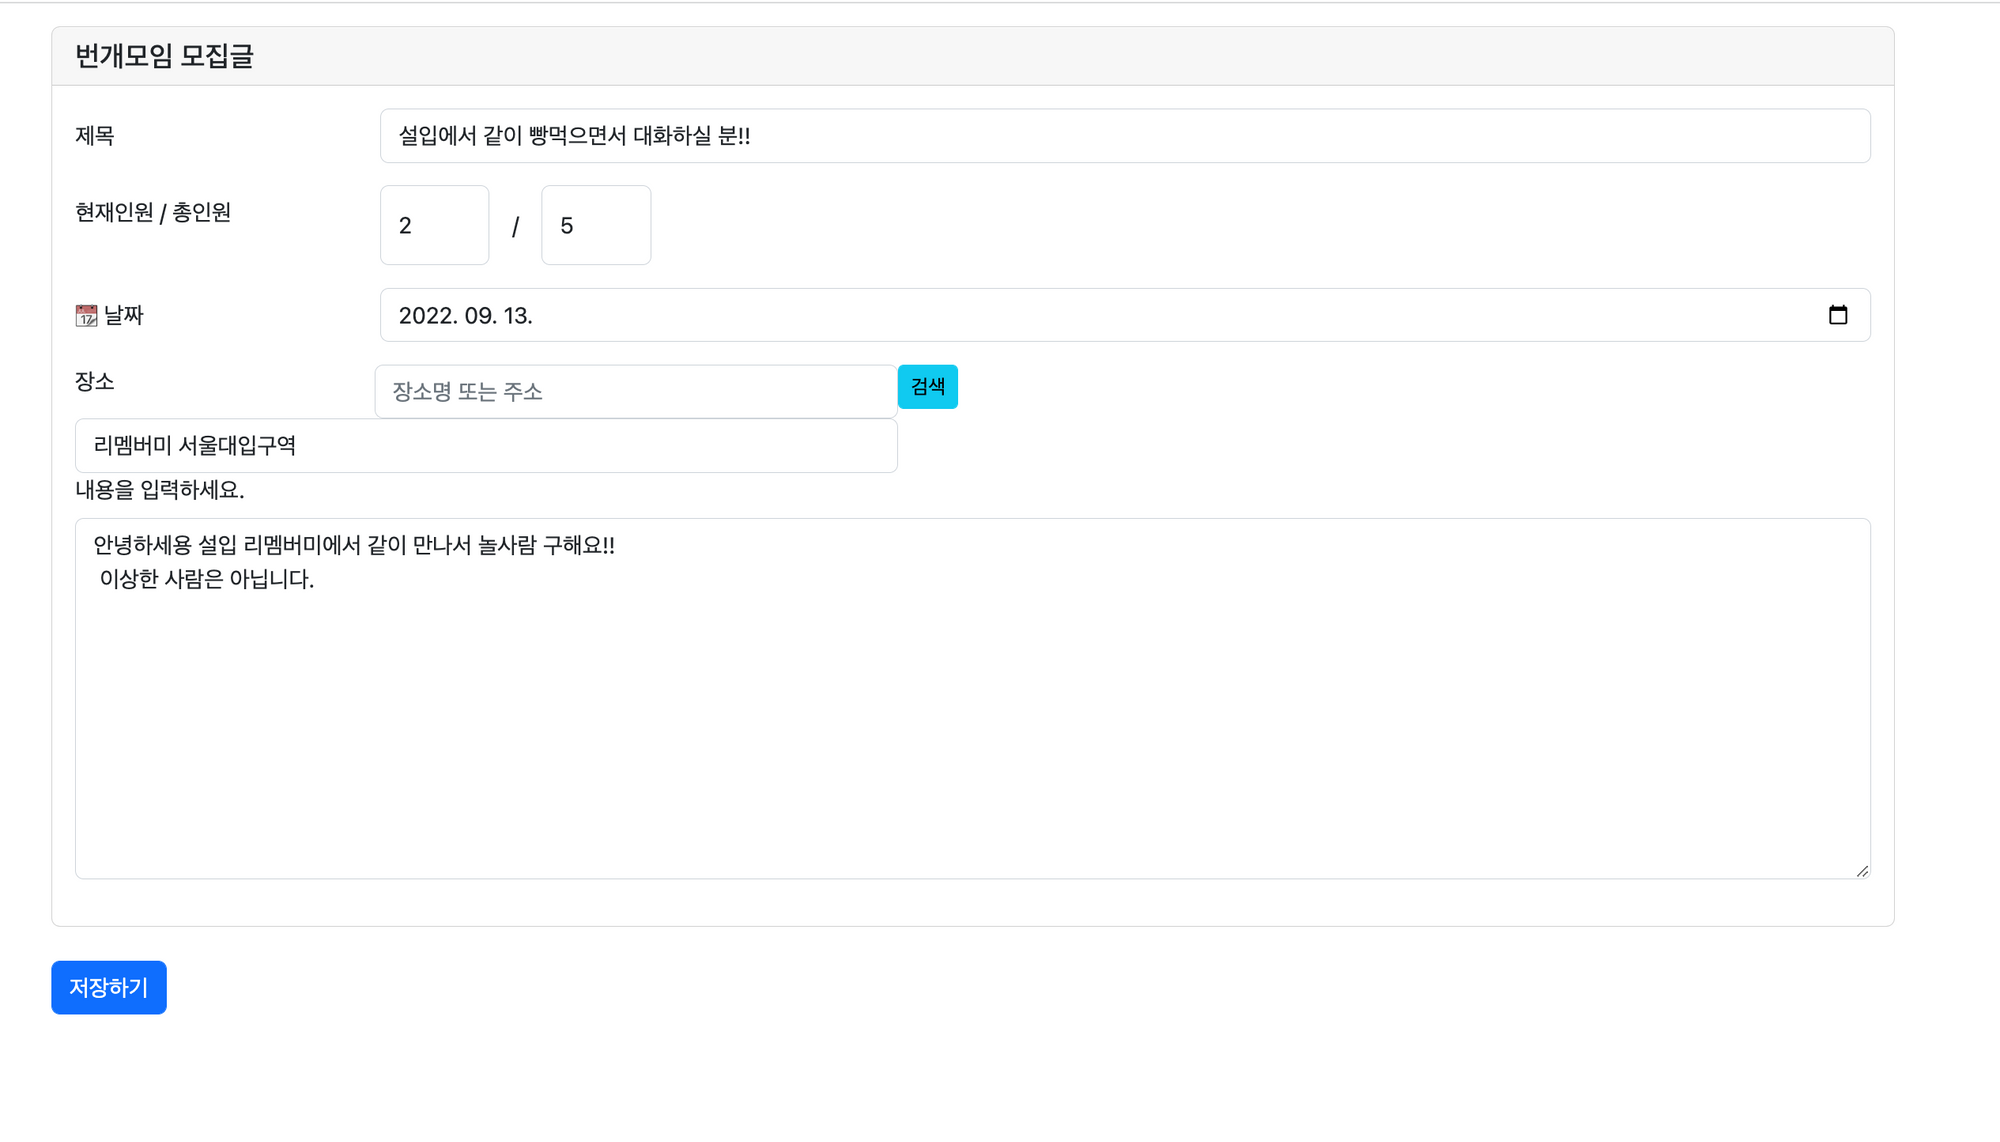 번개모임 모집글
제목
설입에서 같이 빵먹으면서 대화하실 분!!
현재인원 / 총인원
2 / 5
17 날짜
2022. 09. 13.
장소
장소명 또는 주소
검색
리멤버미 서울대입구역
내용을 입력하세요.
안녕하세용 설입 리멤버미에서 같이 만나서 놀사람 구해요!!
이상한 사람은 아닙니다.
저장하기